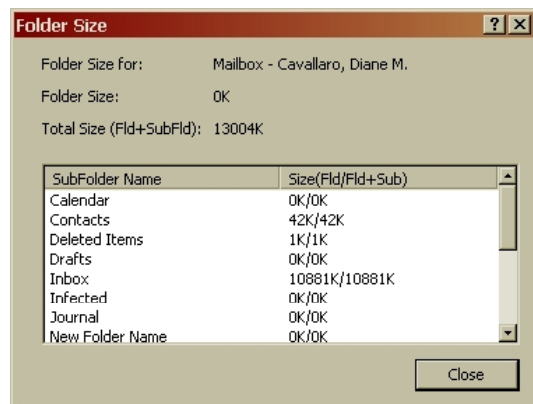 Folder Size ? ×
Folder Size for: Mailbox - Cavallaro, Diane M.
Folder Size: 0K
Total Size (Fld+SubFld): 13004K
SubFolder Name Size(Fld/Fld+Sub)
Calendar 0K/0K
Contacts 42K/42K
Deleted Items 1K/1K
Drafts 0K/0K
Inbox 10881K/10881K
Infected 0K/0K
Journal 0K/0K
New Folder Name 0K/0K
Close